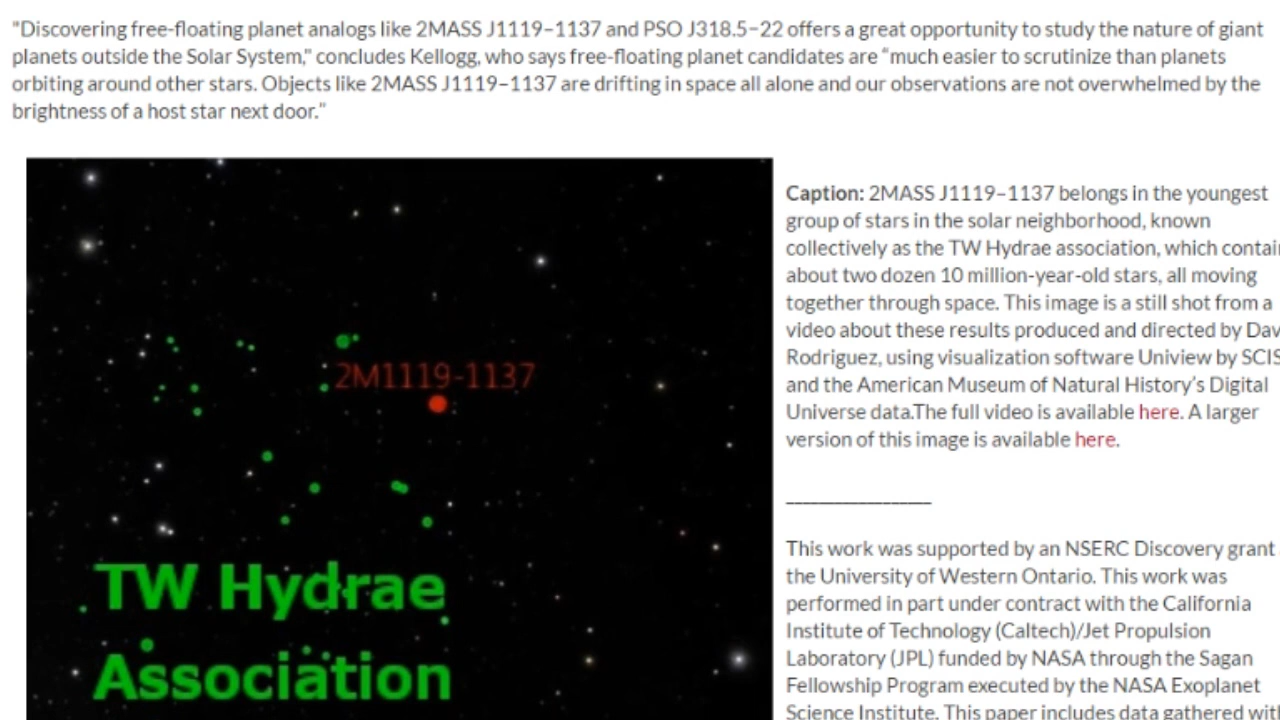 "Discovering free-floating planet analogs like 2MASS J1119−1137 and PSO J318.5−22 offers a great opportunity to study the nature of giant
planets outside the Solar System," concludes Kellogg, who says free-floating planet candidates are “much easier to scrutinize than planets
orbiting around other stars. Objects like 2MASS J1119−1137 are drifting in space all alone and our observations are not overwhelmed by the
brightness of a host star next door.”
2M1119-1137
TW Hydrae
Association
Caption: 2MASS J1119−1137 belongs in the youngest
group of stars in the solar neighborhood, known
collectively as the TW Hydrae association, which
about two dozen 10 million-year-old stars, all moving
together through space. This image is a still shot from a
video about these results produced and directed by
Rodriguez, using visualization software Uniview by
and the American Museum of Natural History’s Digital
Universe data.The full video is available here. A larger
version of this image is available here.
This work was supported by an NSERC Discovery grant
the University of Western Ontario. This work was
performed in part under contract with the California
Institute of Technology (Caltech)/Jet Propulsion
Laboratory (JPL) funded by NASA through the Sagan
Fellowship Program executed by the NASA Exoplanet
Science Institute. This paper includes data gathered